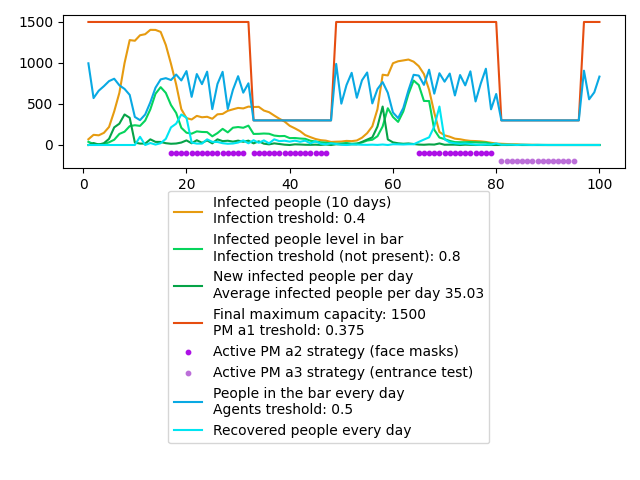 1500
1000
500
0
0 20 40 60 80 100
Infected people (10 days)
Infection treshold: 0.4
Infected people level in bar
Infection treshold (not present): 0.8
New infected people per day
Average infected people per day 35.03
Final maximum capacity: 1500
PM a1 treshold: 0.375
Active PM a2 strategy (face masks)
Active PM a3 strategy (entrance test)
People in the bar every day
Agents treshold: 0.5
Recovered people every day